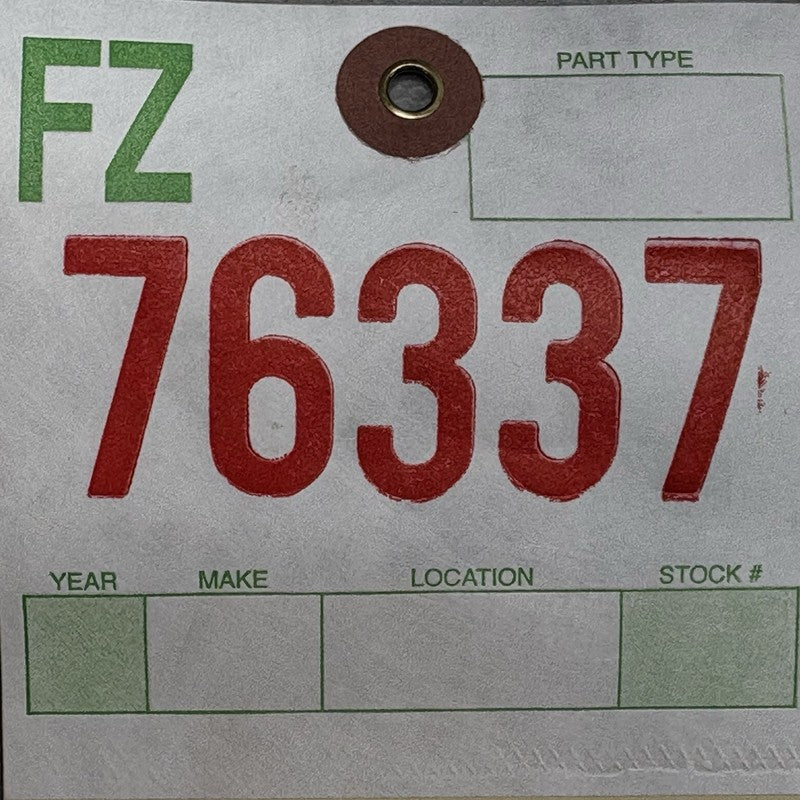 FZ
PART TYPE
76337
YEAR MAKE LOCATION STOCK #